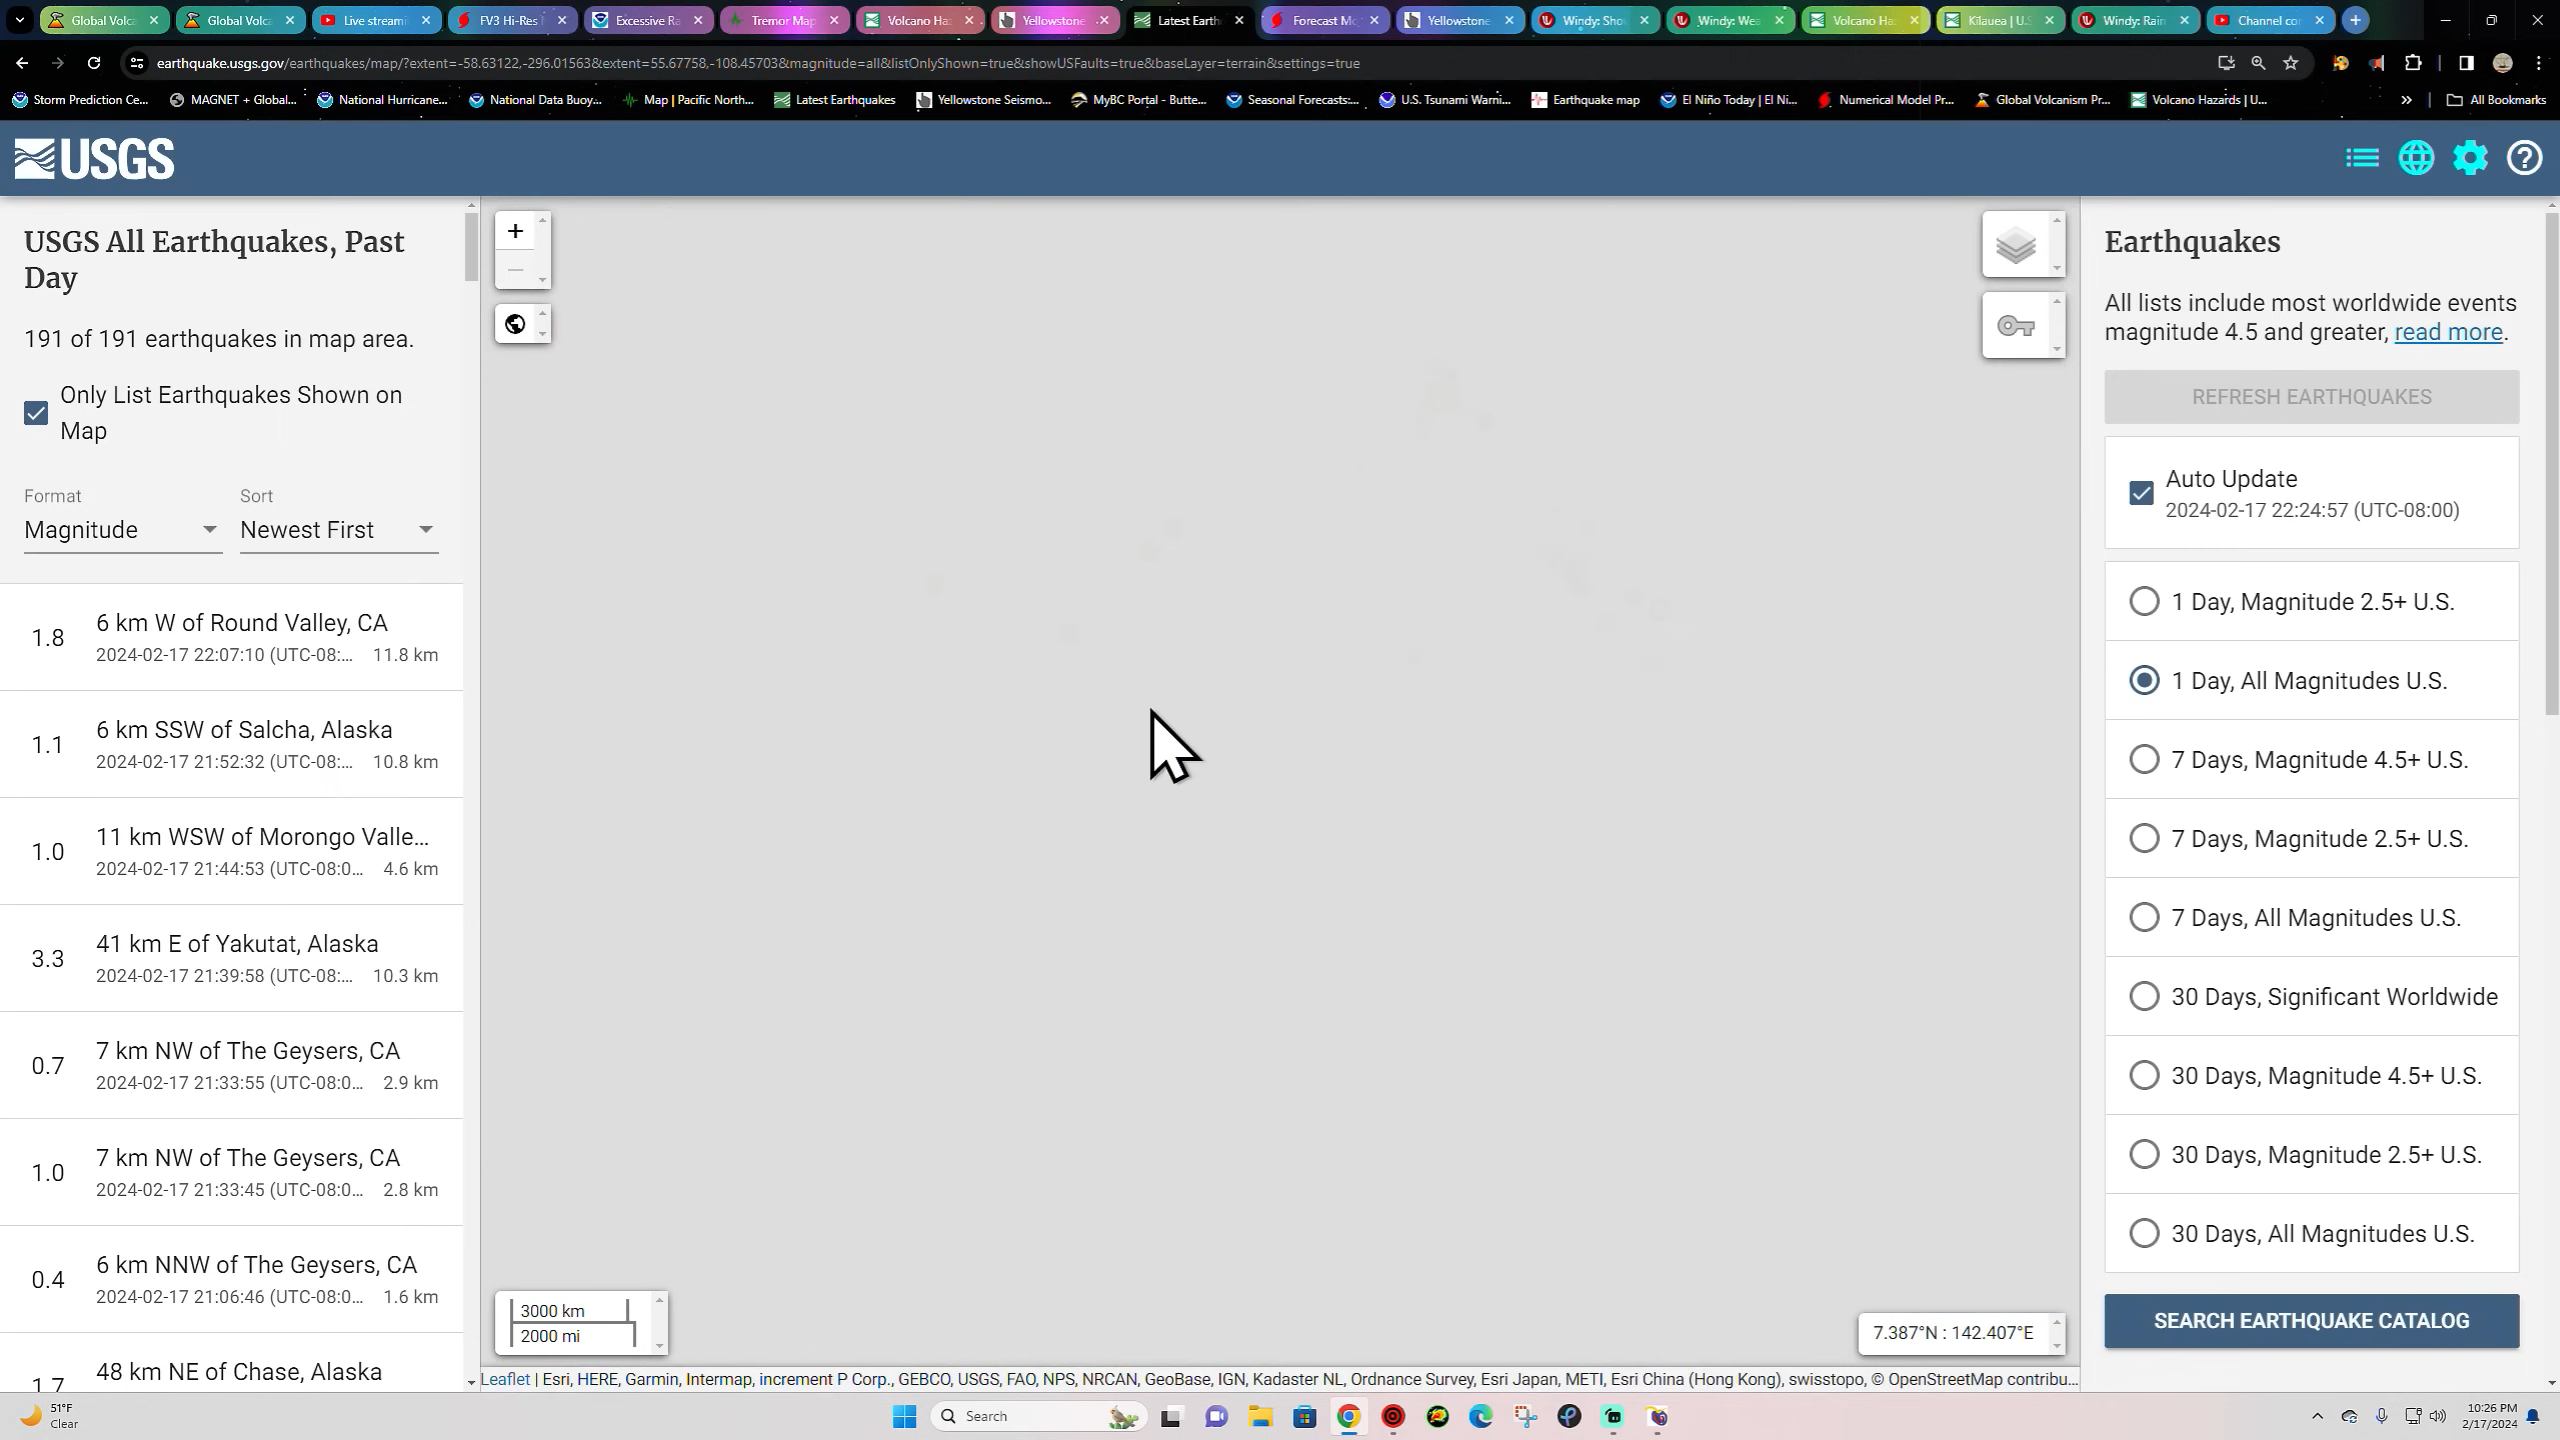 Global Volca
Global Volca
Live streami
FV3 Hi-Res
Excessive Ra
Tremor Map
Volcano Ha
Yellowstone
Latest Earth
Forecast Mo
Yellowstone
Windy: Sho
Windy: Wea
Volcano Ha
Kilauea | U.S
Windy: Rain
Channel co
earthquake.usgs.gov/earthquakes/map/?extent=-58.63122,-296.01563&extent=55.67758,-108.45703&magnitude=all&listOnlyShown=true&showUSFaults=true&baseLayer=terrain&settings=true
Storm Prediction Ce...
MAGNET + Global...
National Hurricane...
National Data Buoy...
Map | Pacific North...
Latest Earthquakes
Yellowstone Seismo...
MyBC Portal - Butte...
Seasonal Forecasts:...
U.S. Tsunami Warni...
Earthquake map
El Niño Today | El Ni...
Numerical Model Pr...
Global Volcanism Pr...
Volcano Hazards | U...
All Bookmarks
USGS
USGS All Earthquakes, Past
Day
191 of 191 earthquakes in map area.
Only List Earthquakes Shown on
Map
Format
Sort
Magnitude
Newest First
1.8
6 km W of Round Valley, CA
2024-02-17 22:07:10 (UTC-08:... 11.8 km
1.1
6 km SSW of Salcha, Alaska
2024-02-17 21:52:32 (UTC-08:... 10.8 km
1.0
11 km WSW of Morongo Valle...
2024-02-17 21:44:53 (UTC-08:0... 4.6 km
3.3
41 km E of Yakutat, Alaska
2024-02-17 21:39:58 (UTC-08:... 10.3 km
0.7
7 km NW of The Geysers, CA
2024-02-17 21:33:55 (UTC-08:0... 2.9 km
1.0
7 km NW of The Geysers, CA
2024-02-17 21:33:45 (UTC-08:0... 2.8 km
0.4
6 km NNW of The Geysers, CA
2024-02-17 21:06:46 (UTC-08:0... 1.6 km
1.7
48 km NE of Chase, Alaska
+
−
3000 km
2000 mi
7.387°N : 142.407°E
Leaflet | Esri, HERE, Garmin, Intermap, increment P Corp., GEBCO, USGS, FAO, NPS, NRCAN, GeoBase, IGN, Kadaster NL, Ordnance Survey, Esri Japan, METI, Esri China (Hong Kong), swisstopo, © OpenStreetMap contribu...
Earthquakes
All lists include most worldwide events
magnitude 4.5 and greater, read more.
REFRESH EARTHQUAKES
Auto Update
2024-02-17 22:24:57 (UTC-08:00)
1 Day, Magnitude 2.5+ U.S.
1 Day, All Magnitudes U.S.
7 Days, Magnitude 4.5+ U.S.
7 Days, Magnitude 2.5+ U.S.
7 Days, All Magnitudes U.S.
30 Days, Significant Worldwide
30 Days, Magnitude 4.5+ U.S.
30 Days, Magnitude 2.5+ U.S.
30 Days, All Magnitudes U.S.
SEARCH EARTHQUAKE CATALOG
51°F
Clear
Search
10:26 PM
2/17/2024